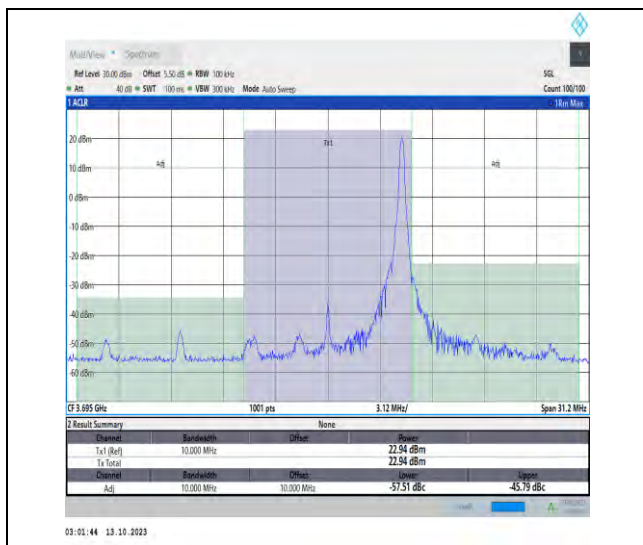 MultiView Spectrum
Ref Level 30.00 dBm Offset 5.50 dB RBW 100 kHz SGL
Att 40 dB SWT 100 ms VBW 300 kHz Mode Auto Sweep Count 100/100
1 ACLR 1Rm Max
Tx1
20 dBm
Adj Adj
10 dBm
0 dBm
-10 dBm
-20 dBm
-30 dBm
-40 dBm
-50 dBm
-60 dBm
CF 3.695 GHz 1001 pts 3.12 MHz/ Span 31.2 MHz
2 Result Summary None
Channel Bandwidth Offset Power
Tx1 (Ref) 10.000 MHz 22.94 dBm
Tx Total 22.94 dBm
Channel Bandwidth Offset Lower Upper
Adj 10.000 MHz 10.000 MHz -57.51 dBc -45.79 dBc
03:01:44 13.10.2023